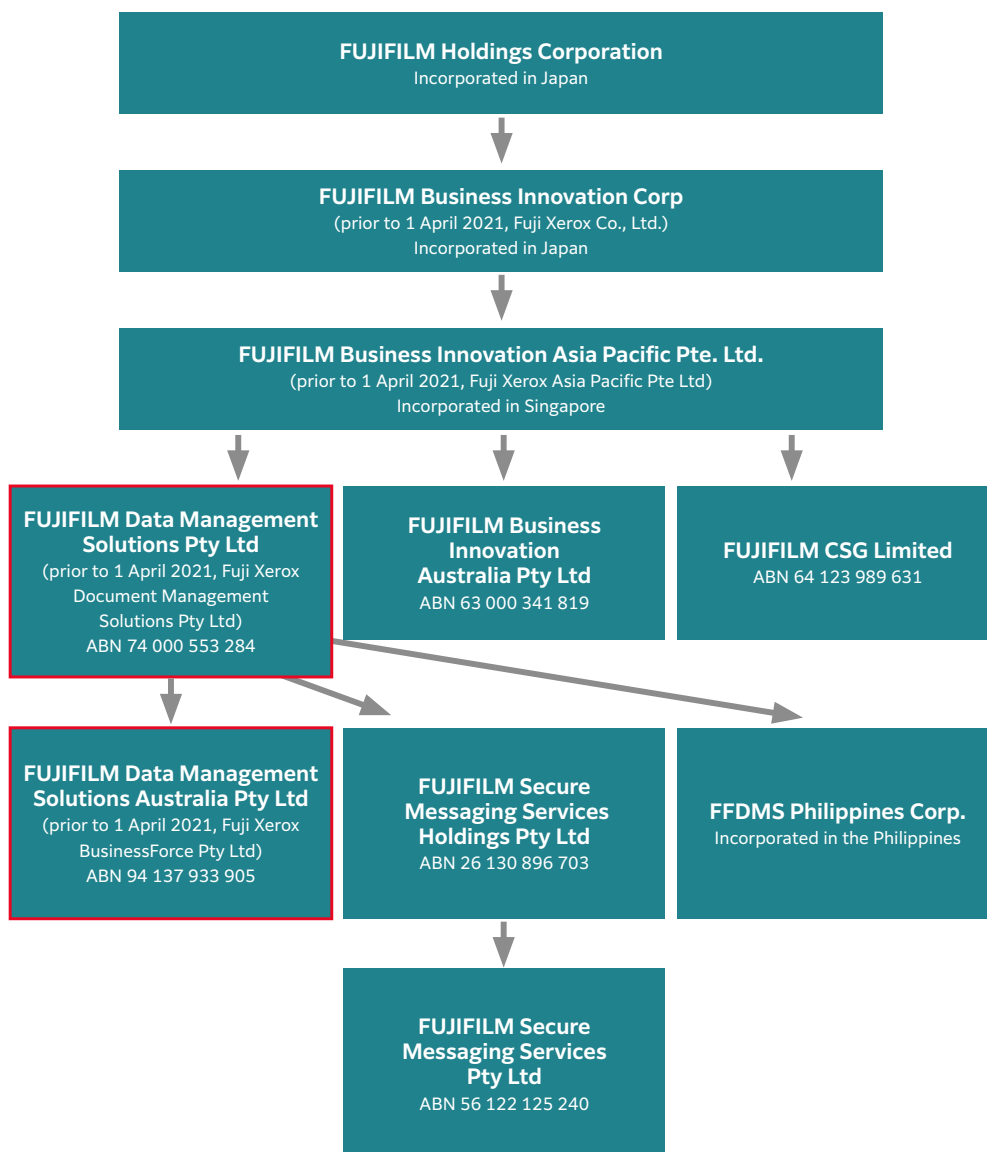 FUJIFILM Holdings Corporation
Incorporated in Japan
FUJIFILM Business Innovation Corp
(prior to 1 April 2021, Fuji Xerox Co., Ltd.)
Incorporated in Japan
FUJIFILM Business Innovation Asia Pacific Pte. Ltd.
(prior to 1 April 2021, Fuji Xerox Asia Pacific Pte Ltd)
Incorporated in Singapore
FUJIFILM Data Management
Solutions Pty Ltd
(prior to 1 April 2021, Fuji Xerox
Document Management
Solutions Pty Ltd)
ABN 74 000 553 284
FUJIFILM Business
Innovation
Australia Pty Ltd
ABN 63 000 341 819
FUJIFILM CSG Limited
ABN 64 123 989 631
FUJIFILM Data Management
Solutions Australia Pty Ltd
(prior to 1 April 2021, Fuji Xerox
BusinessForce Pty Ltd)
ABN 94 137 933 905
FUJIFILM Secure
Messaging Services
Holdings Pty Ltd
ABN 26 130 896 703
FFDMS Philippines Corp.
Incorporated in the Philippines
FUJIFILM Secure
Messaging Services
Pty Ltd
ABN 56 122 125 240